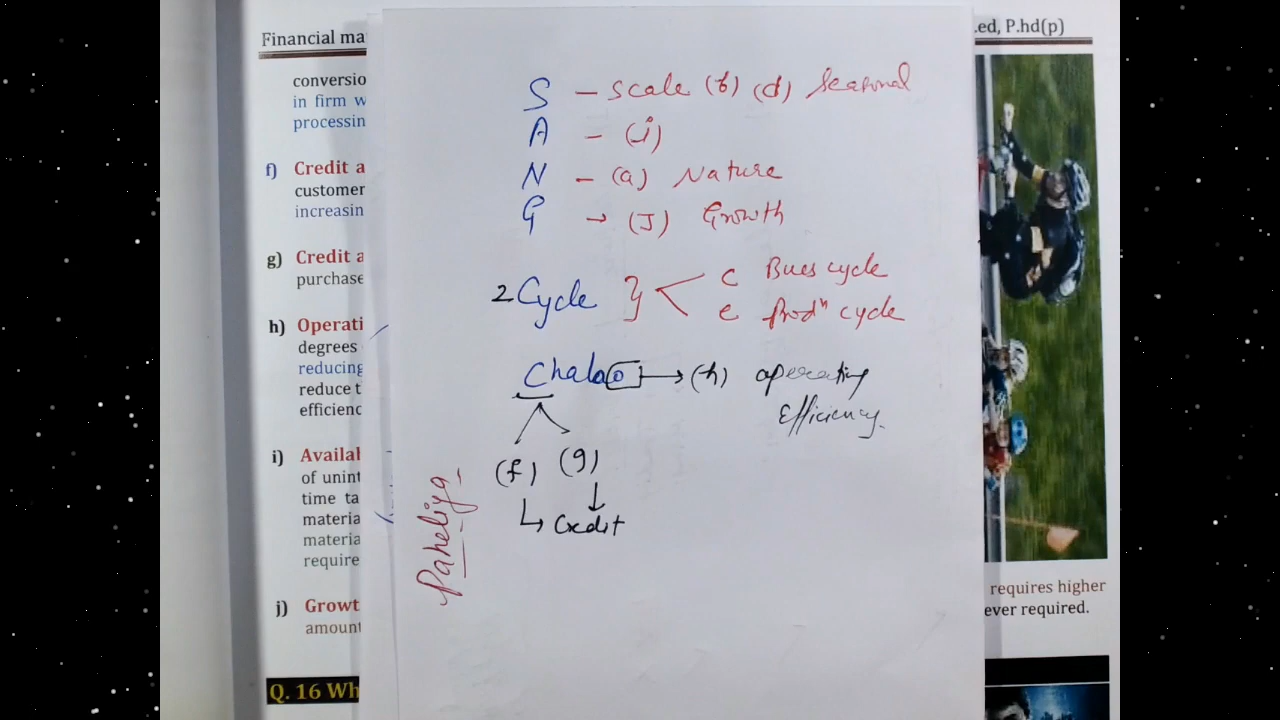 Financial ma
.ed, P.hd(p)
conversio
in firm w
processin
f) Credit a
customer
increasin
g) Credit a
purchase
h) Operati
degrees
reducing
reduce t
efficienc
i) Availab
of unint
time ta
materia
materia
require
j) Growt
amount
Q. 16 Wh
S - Scale (b) (d) Seasonal
A - (i)
N - (a) Nature
G → (J) Growth
2 Cycle } < c Bues cycle
e Prodⁿ cycle
Chalao → (h) operating
Efficiency.
(f) (g)
↳ Credit
Paheliya
requires higher
ever required.